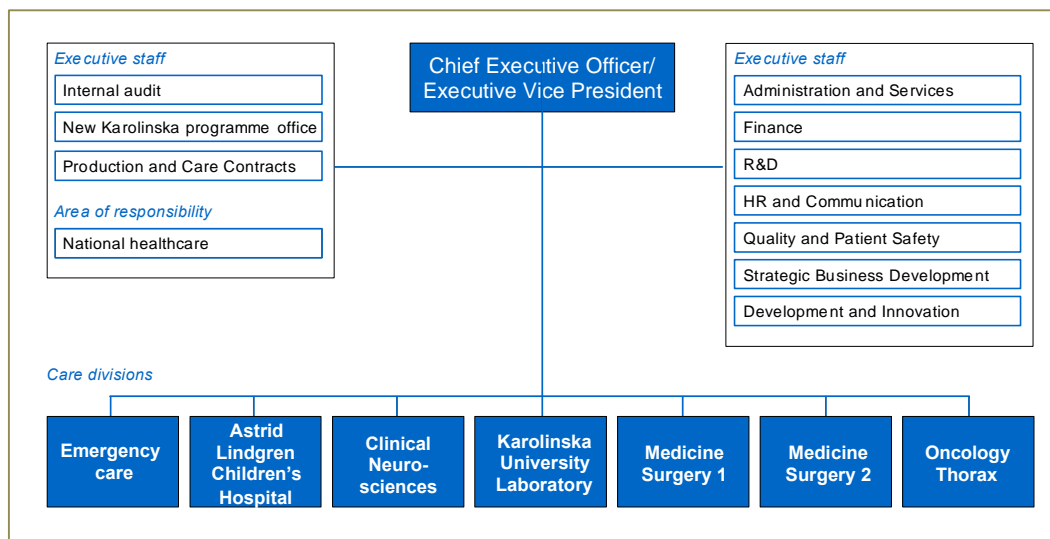 Executive staff
Internal audit
New Karolinska programme office
Production and Care Contracts
Area of responsibility
National healthcare
Chief Executive Officer/
Executive Vice President
Executive staff
Administration and Services
Finance
R&D
HR and Communication
Quality and Patient Safety
Strategic Business Development
Development and Innovation
Care divisions
Emergency
care
Astrid
Lindgren
Children's
Hospital
Clinical
Neuro-
sciences
Karolinska
University
Laboratory
Medicine
Surgery 1
Medicine
Surgery 2
Oncology
Thorax